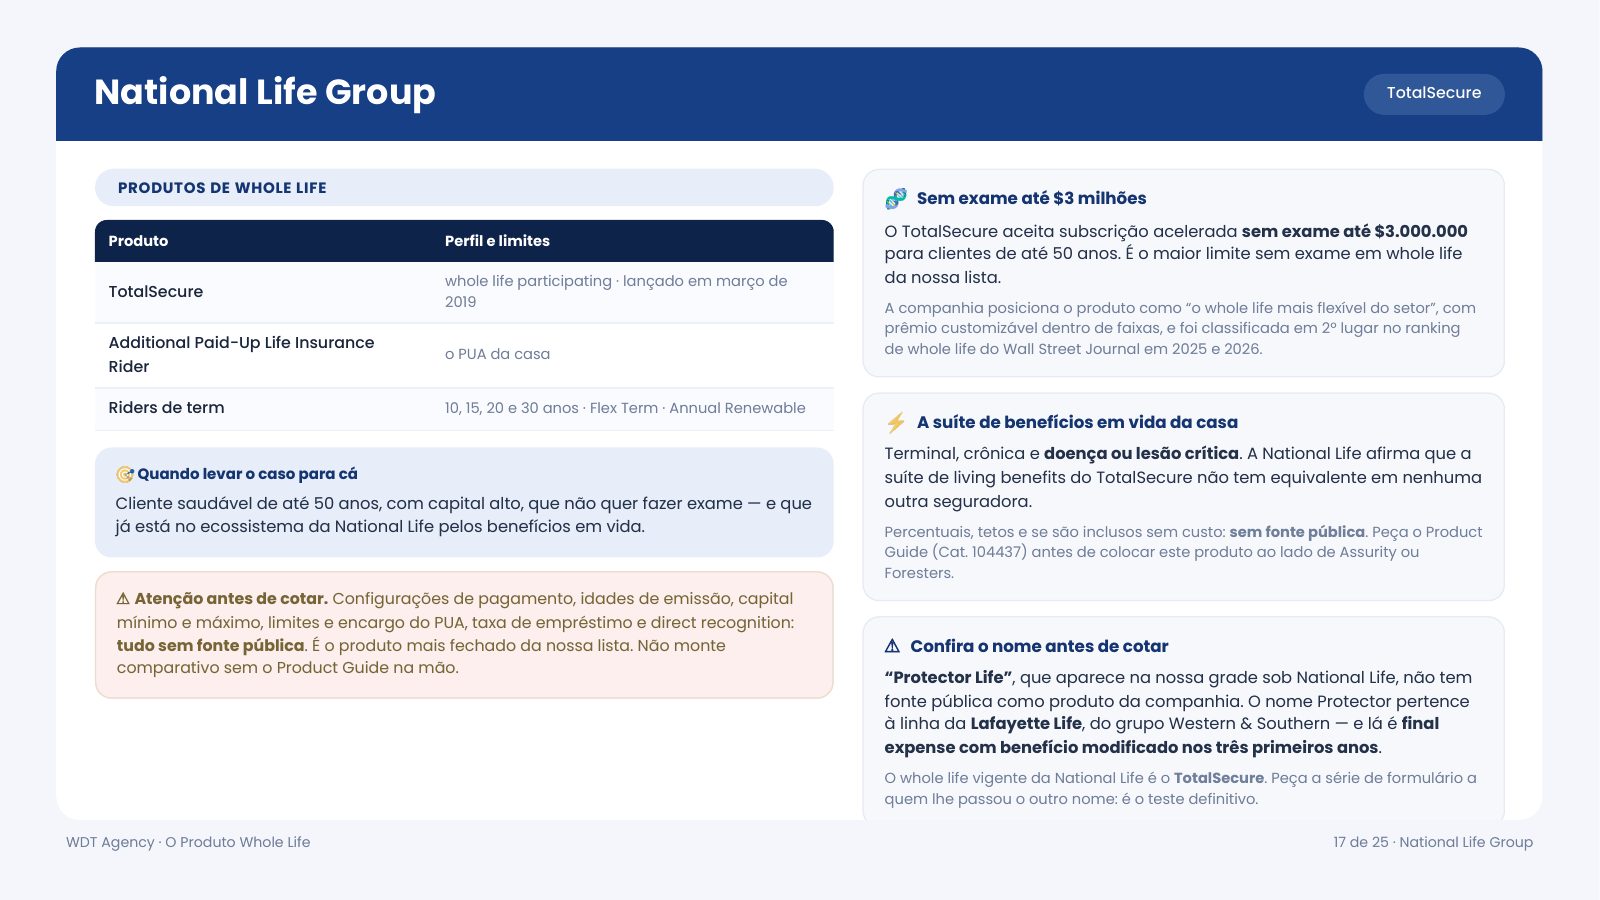 National Life Group
TotalSecure
PRODUTOS DE WHOLE LIFE
Produto
Perfil e limites
TotalSecure
whole life participating · lançado em março de
2019
Additional Paid-Up Life Insurance
Rider
o PUA da casa
Riders de term
10, 15, 20 e 30 anos · Flex Term · Annual Renewable
🎯 Quando levar o caso para cá
Cliente saudável de até 50 anos, com capital alto, que não quer fazer exame — e que
já está no ecossistema da National Life pelos benefícios em vida.
⚠ Atenção antes de cotar. Configurações de pagamento, idades de emissão, capital
mínimo e máximo, limites e encargo do PUA, taxa de empréstimo e direct recognition:
tudo sem fonte pública. É o produto mais fechado da nossa lista. Não monte
comparativo sem o Product Guide na mão.
🧬 Sem exame até $3 milhões
O TotalSecure aceita subscrição acelerada sem exame até $3.000.000
para clientes de até 50 anos. É o maior limite sem exame em whole life
da nossa lista.
A companhia posiciona o produto como “o whole life mais flexível do setor”, com
prêmio customizável dentro de faixas, e foi classificada em 2º lugar no ranking
de whole life do Wall Street Journal em 2025 e 2026.
⚡ A suíte de benefícios em vida da casa
Terminal, crônica e doença ou lesão crítica. A National Life afirma que a
suíte de living benefits do TotalSecure não tem equivalente em nenhuma
outra seguradora.
Percentuais, tetos e se são inclusos sem custo: sem fonte pública. Peça o Product
Guide (Cat. 104437) antes de colocar este produto ao lado de Assurity ou
Foresters.
⚠ Confira o nome antes de cotar
“Protector Life”, que aparece na nossa grade sob National Life, não tem
fonte pública como produto da companhia. O nome Protector pertence
à linha da Lafayette Life, do grupo Western & Southern — e lá é final
expense com benefício modificado nos três primeiros anos.
O whole life vigente da National Life é o TotalSecure. Peça a série de formulário a
quem lhe passou o outro nome: é o teste definitivo.
WDT Agency · O Produto Whole Life
17 de 25 · National Life Group